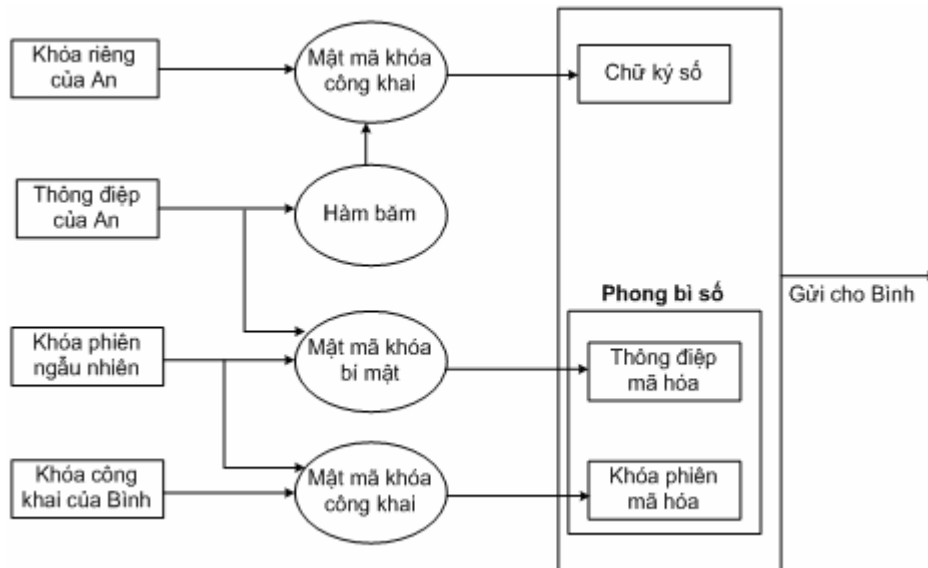 Khóa riêng
của An
Mật mã khóa
công khai
Chữ ký số
Thông điệp
của An
Hàm băm
Phong bì số
Gửi cho Bình
Khóa phiên
ngẫu nhiên
Mật mã khóa
bí mật
Thông điệp
mã hóa
Khóa công
khai của Bình
Mật mã khóa
công khai
Khóa phiên
mã hóa